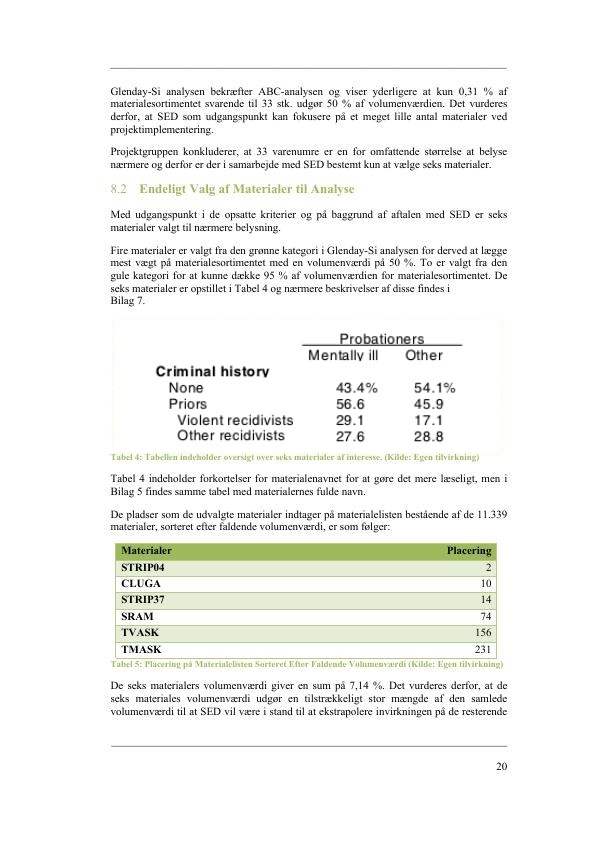 Glenday-Si analysen bekræfter ABC-analysen og viser yderligere at kun 0,31 % af
materialesortimentet svarende til 33 stk. udgør 50 % af volumenværdien. Det vurderes
derfor, at SED som udgangspunkt kan fokusere på et meget lille antal materialer ved
projektimplementering.
Projektgruppen konkluderer, at 33 varenumre er en for omfattende størrelse at belyse
nærmere og derfor er der i samarbejde med SED bestemt kun at vælge seks materialer.
8.2 Endeligt Valg af Materialer til Analyse
Med udgangspunkt i de opsatte kriterier og på baggrund af aftalen med SED er seks
materialer valgt til nærmere belysning.
Fire materialer er valgt fra den grønne kategori i Glenday-Si analysen for derved at lægge
mest vægt på materialesortimentet med en volumenværdi på 50 %. To er valgt fra den
gule kategori for at kunne dække 95 % af volumenværdien for materialesortimentet. De
seks materialer er opstillet i Tabel 4 og nærmere beskrivelser af disse findes i
Bilag 7.
Probationers
Mentally ill Other
Criminal history
None 43.4% 54.1%
Priors 56.6 45.9
Violent recidivists 29.1 17.1
Other recidivists 27.6 28.8
Tabel 4: Tabellen indeholder oversigt over seks materialer af interesse. (Kilde: Egen tilvirkning)
Tabel 4 indeholder forkortelser for materialenavnet for at gøre det mere læseligt, men i
Bilag 5 findes samme tabel med materialernes fulde navn.
De pladser som de udvalgte materialer indtager på materialelisten bestående af de 11.339
materialer, sorteret efter faldende volumenværdi, er som følger:
Materialer Placering
STRIP04 2
CLUGA 10
STRIP37 14
SRAM 74
TVASK 156
TMASK 231
Tabel 5: Placering på Materialelisten Sorteret Efter Faldende Volumenværdi (Kilde: Egen tilvirkning)
De seks materialers volumenværdi giver en sum på 7,14 %. Det vurderes derfor, at de
seks materiales volumenværdi udgør en tilstrækkeligt stor mængde af den samlede
volumenværdi til at SED vil være i stand til at ekstrapolere invirkningen på de resterende
20